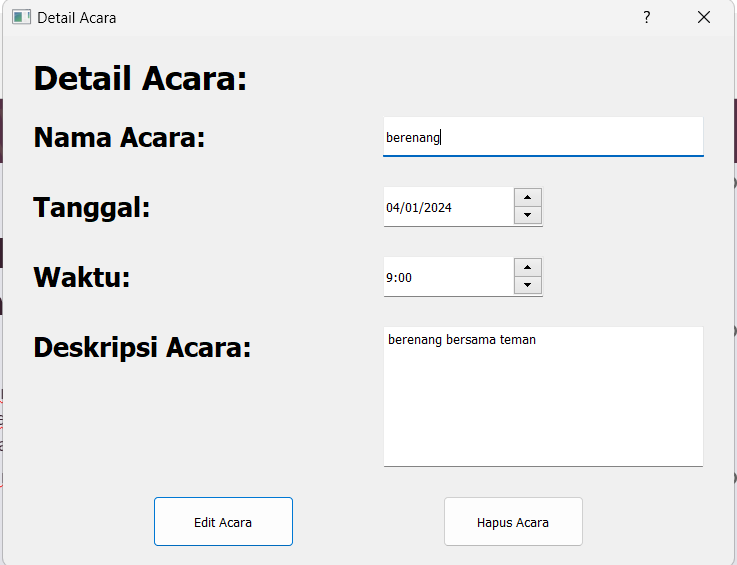 Detail Acara
?
Detail Acara:
Nama Acara: berenang
Tanggal: 04/01/2024
Waktu: 9:00
Deskripsi Acara: berenang bersama teman
Edit Acara Hapus Acara